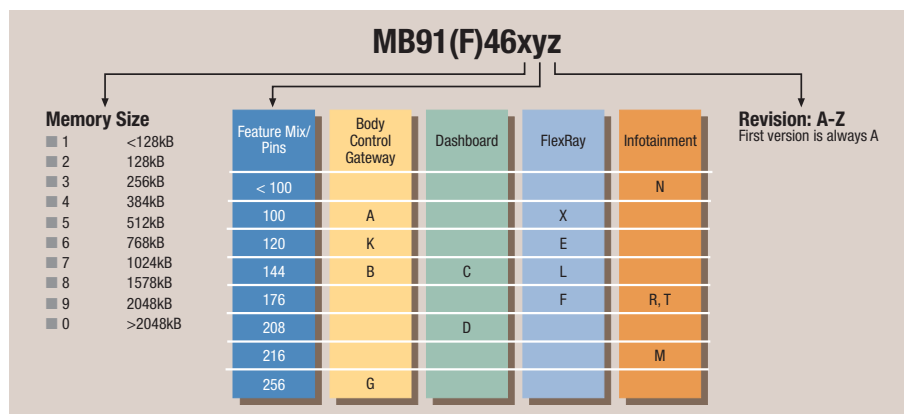 MB91(F)46xyz
Memory Size
1 <128kB
2 128kB
3 256kB
4 384kB
5 512kB
6 768kB
7 1024kB
8 1578kB
9 2048kB
0 >2048kB
Feature Mix/ Pins
Body Control Gateway
Dashboard
FlexRay
Infotainment
< 100 N
100 A X
120 K E
144 B C L
176 F R, T
208 D
216 M
256 G
Revision: A-Z
First version is always A